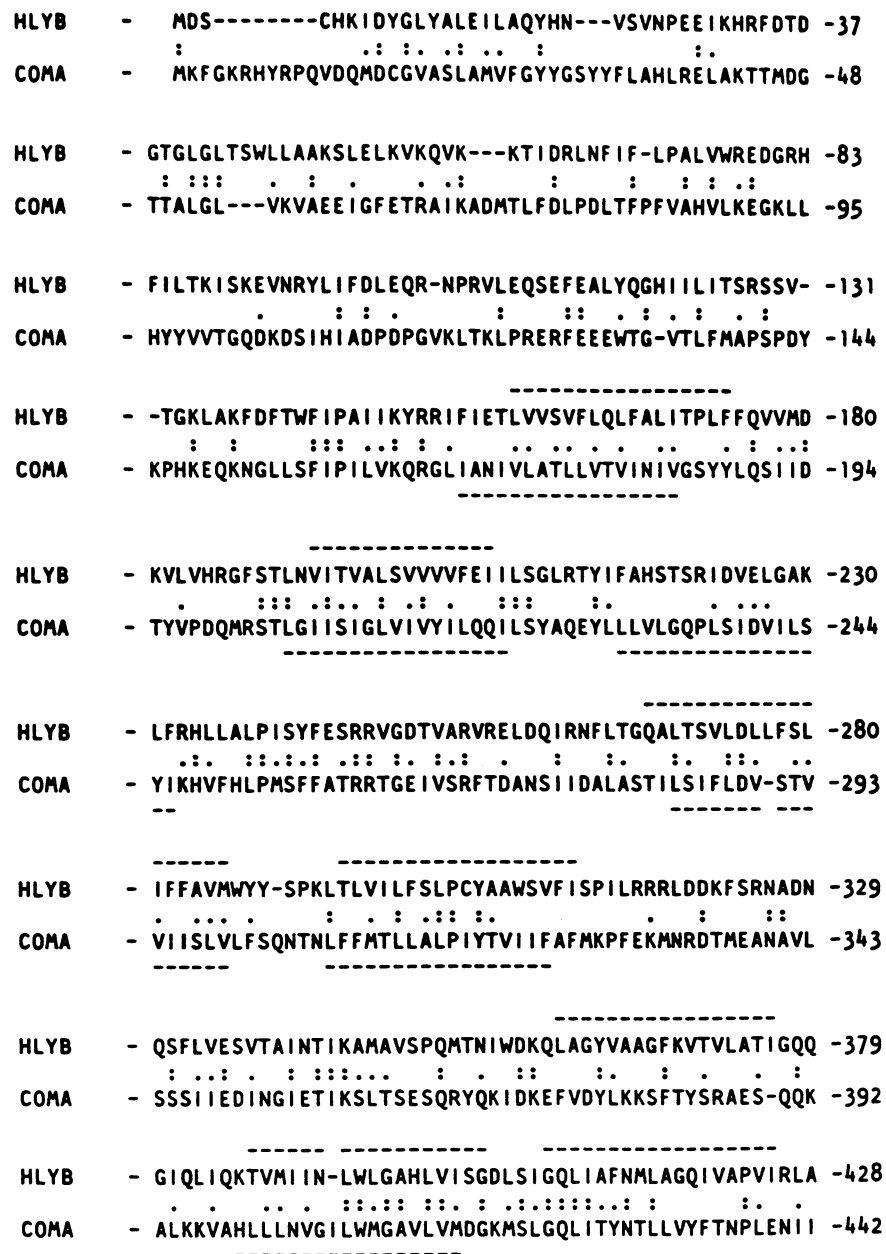 HLYB - MDS--------CHKIDYGLYALEILAQYHN---VSVNPEEIKHRFDTD -37
: .: :. .: .. : :.
COMA - MKFGKRHYRPQVDQMDCGVASLAMVFGYYGSYYFLAHLRELAKTTMDG -48
HLYB - GTGLGLTSWLLAAKSLELKVKQVK---KTIDRLNFIF-LPALVWREDGRH -83
: ::: . : . . .: : : : : .:
COMA - TTALGL---VKVAEEIGFETRAIKADMTLFDLPDLTFPFVAHVLKEGKLL -95
HLYB - FILTKISKEVNRYLIFDLEQR-NPRVLEQSEFEALYQGHIILITSRSSV- -131
. : : : : :: . : : . :
COMA - HYYVVTGQDKDSIHIADPDPGVKLTKLPRERFEEEWTG-VTLFMAPSPDY -144
---------------
HLYB - -TGKLAKFDFTWFIPAIIKYRRIFIETLVVSVFLQLFALITPLFFQVVMD -180
: : ::: ..: : . .. .. . .. . : ..:
COMA - KPHKEQKNGLLSFIPILVKQRGLIANIVLATLLVTVINIVGSYYLQSIID -194
---------------
-------------
HLYB - KVLVHRGFSTLNVITVALSVVVVFEIILSGLRTYIFAHSTSRIDVELGAK -230
. ::: .:.. : .: . ::: :. . ...
COMA - TYVPDQMRSTLGIISIGLVIVYILQQILSYAQEYLLLVLGQPLSIDVILS -244
---------------- -------------
------------
HLYB - LFRHLLALPISYFESRRVGDTVARVRELDQIRNFLTGQALTSVLDLLFSL -280
.:. ::.:.: .:: :. .: . : : :. ::. ..
COMA - YIKHVFHLPMSFFATRRTGEIVSRFTDANSIIDALASTILSIFLDV-STV -293
-- ------- ---
------ -----------------
HLYB - IFFAVMWYY-SPKLTLVILFSLPCYAAWSVFISPILRRRLDDKFSRNADN -329
. ... . : . : .:: :. . : ::
COMA - VIISLVLFSQNTNLFFMTLLALPIYTVIIFAFMKPFEKMNRDTMEANAVL -343
------ ----------------
----------------
HLYB - QSFLVESVTAINTIKAMAVSPQMTNIWDKQLAGYVAAGFKVTVLATIGQQ -379
: ..: . : :::... : . :: :. : . . :
COMA - SSSIIEDINGIETIKSLTSESQRYQKIDKEFVDYLKKSFTYSRAES-QQK -392
------ ----------- -----------------
HLYB - GIQLIQKTVMIIN-LWLGAHLVISGDLSIGQLIAFNMLAGQIVAPVIRLA -428
. . .. . ::.:: ::. : .:.::::..: : :. .
COMA - ALKKVAHLLLNVGILWMGAVLVMDGKMSLGQLITYNTLLVYFTNPLENII -442
-----------------